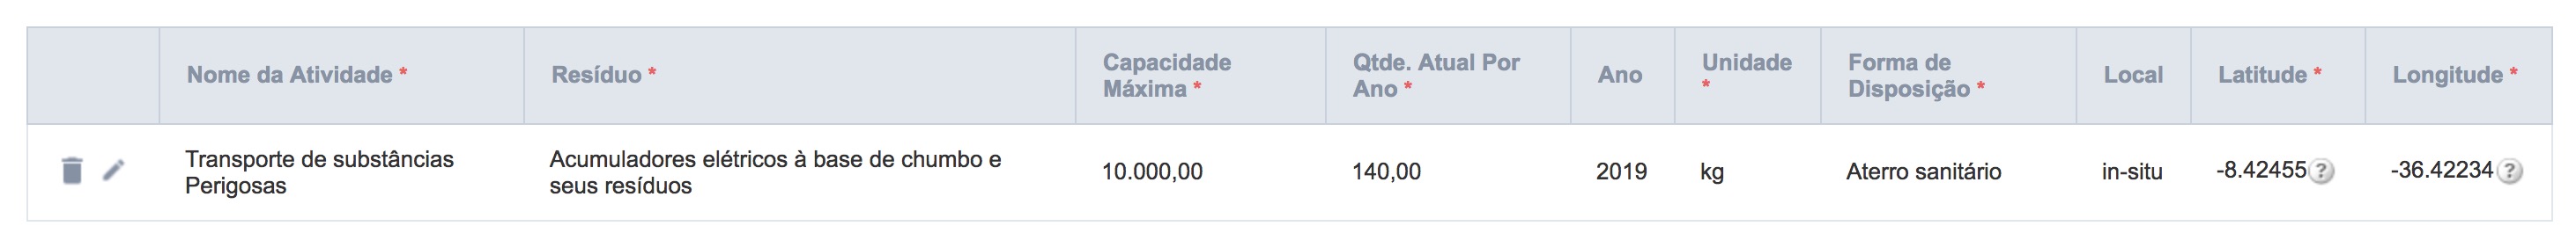 Nome da Atividade *
Resíduo *
Capacidade
Máxima *
Qtde. Atual Por
Ano *
Ano
Unidade
*
Forma de
Disposição *
Local
Latitude *
Longitude *
Transporte de substâncias
Perigosas
Acumuladores elétricos à base de chumbo e
seus resíduos
10.000,00
140,00
2019
kg
Aterro sanitário
in-situ
-8.42455 ?
-36.42234 ?